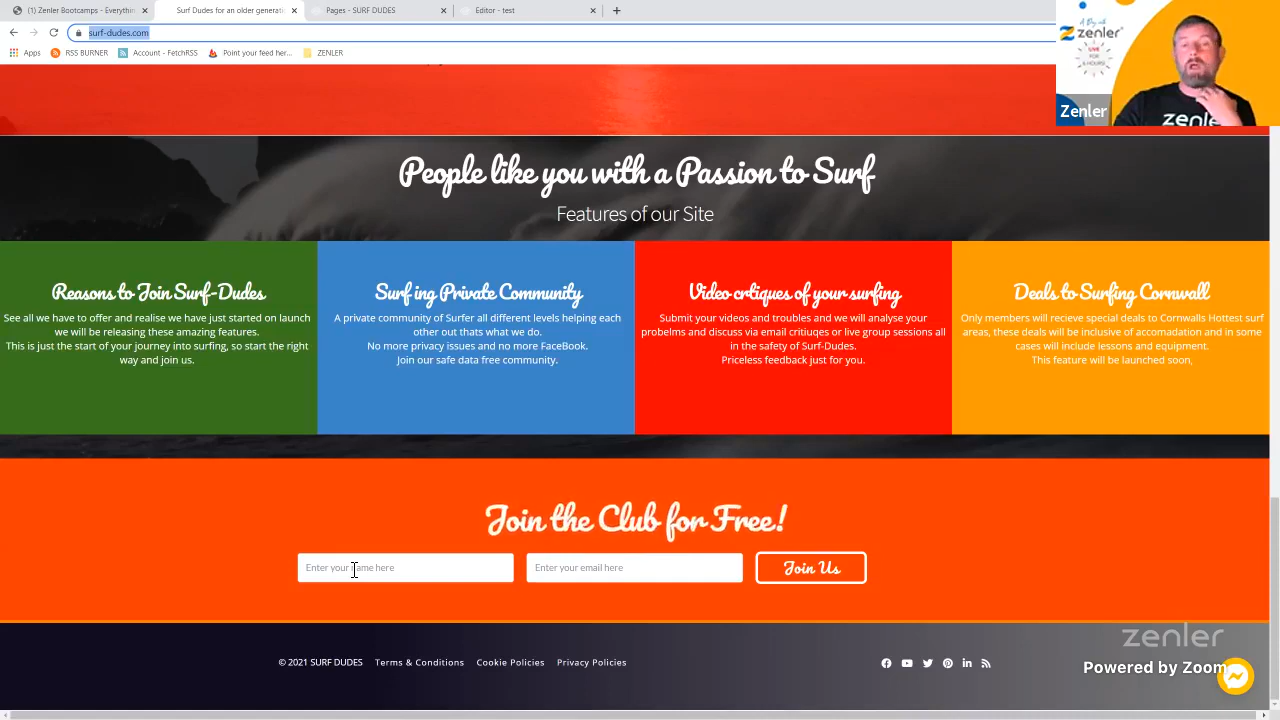 (1) Zenler Bootcamps - Everythin
Surf Dudes for an older generati
Pages - SURF DUDES
Editor - test
surf-dudes.com
Apps
RSS BURNER
Account - FetchRSS
Point your feed her...
ZENLER
A Day with
zenler
LIVE
FOR
HOURS!
Zenler
zenle
People like you with a Passion to Surf
Features of our Site
Reasons to Join Surf-Dudes
See all we have to offer and realise we have just started on launch
we will be releasing these amazing features.
This is just the start of your journey into surfing, so start the right
way and join us.
Surf ing Private Community
A private community of Surfer all different levels helping each
other out thats what we do.
No more privacy issues and no more FaceBook.
Join our safe data free community.
Video critiques of your surfing
Submit your videos and troubles and we will analyse your
probelms and discuss via email critiuqes or live group sessions all
in the safety of Surf-Dudes.
Priceless feedback just for you.
Deals to Surfing Cornwall
Only members will recieve special deals to Cornwalls Hottest surf
areas, these deals will be inclusive of accomadation and in some
cases will include lessons and equipment.
This feature will be launched soon,
Join the Club for Free!
Enter your name here
Enter your email here
Join Us
© 2021 SURF DUDES
Terms & Conditions
Cookie Policies
Privacy Policies
zenler
Powered by Zoom